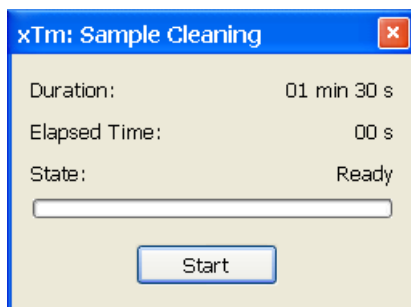 xTm: Sample Cleaning
Duration: 01 min 30 s
Elapsed Time: 00 s
State: Ready
Start